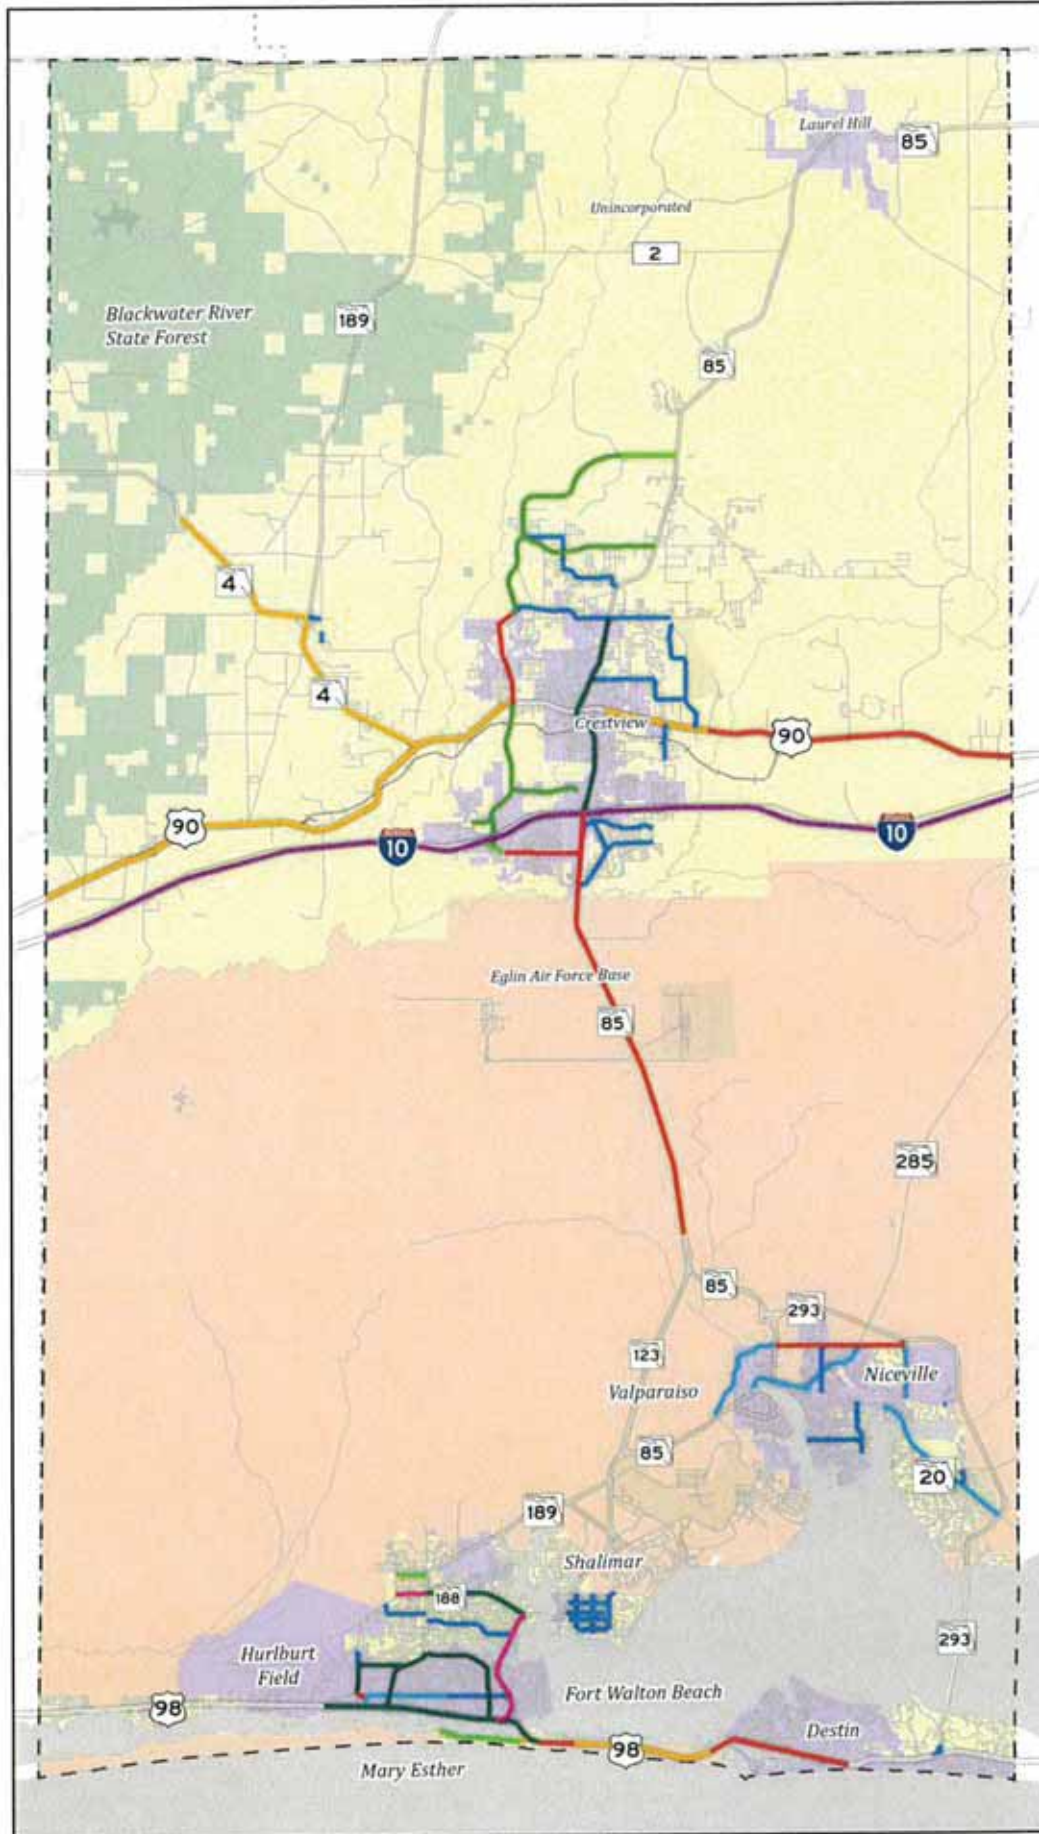 Laurel Hill
85
Unincorporated
2
Blackwater River
State Forest
189
85
4
4
Crestview
90
90
10
10
Eglin Air Force Base
85
285
85
293
123
Niceville
Valparaiso
85
20
189
Shalimar
188
293
Hurlburt
Field
Fort Walton Beach
98
Destin
98
Mary Esther